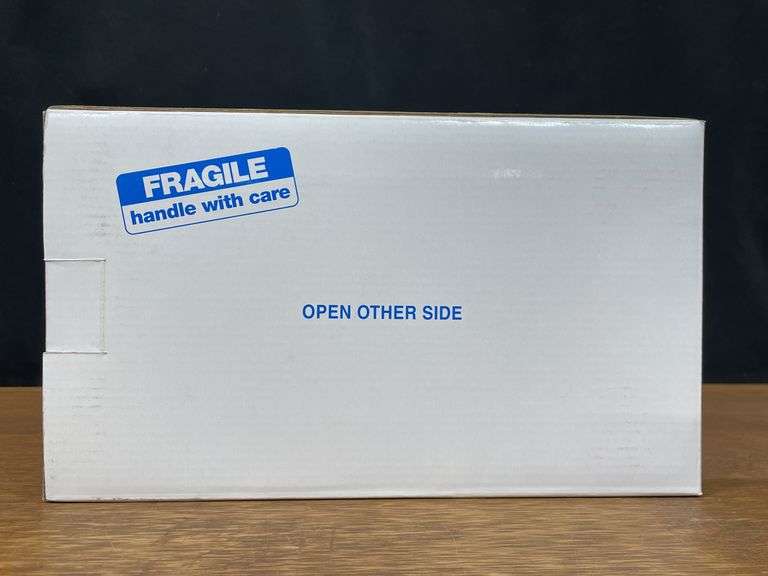 FRAGILE
handle with care
OPEN OTHER SIDE